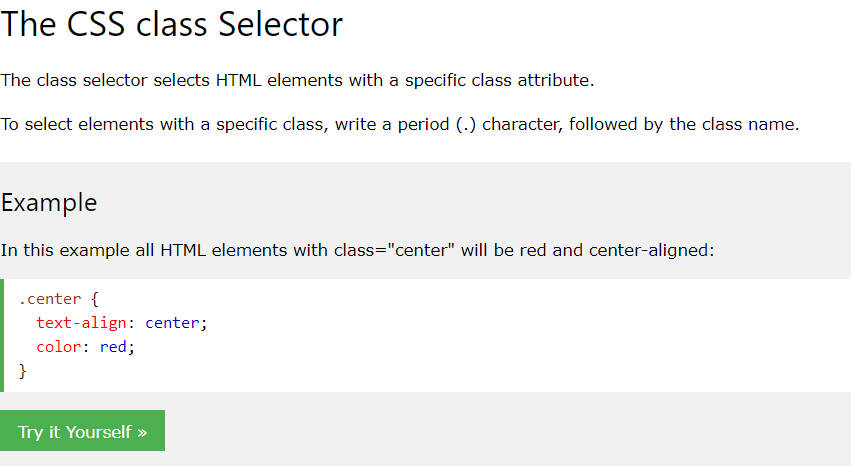 The CSS class Selector
The class selector selects HTML elements with a specific class attribute.
To select elements with a specific class, write a period (.) character, followed by the class name.
Example
In this example all HTML elements with class="center" will be red and center-aligned:
.center {
  text-align: center;
  color: red;
}
Try it Yourself »